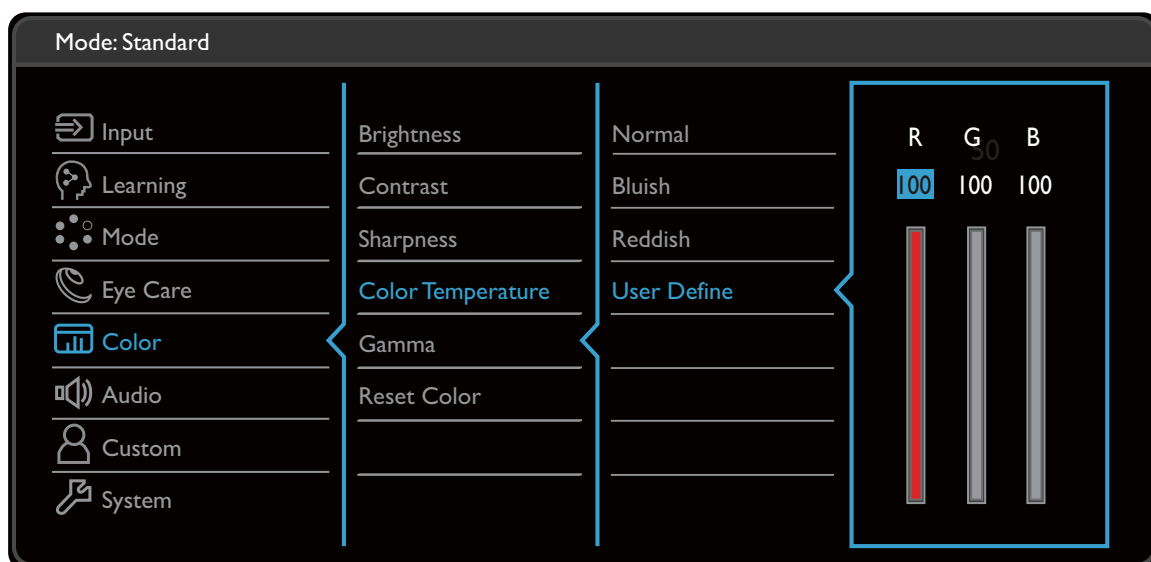 Mode: Standard
Input
Learning
Mode
Eye Care
Color
Audio
Custom
System
Brightness
Contrast
Sharpness
Color Temperature
Gamma
Reset Color
Normal
Bluish
Reddish
User Define
R G B
50
100 100 100